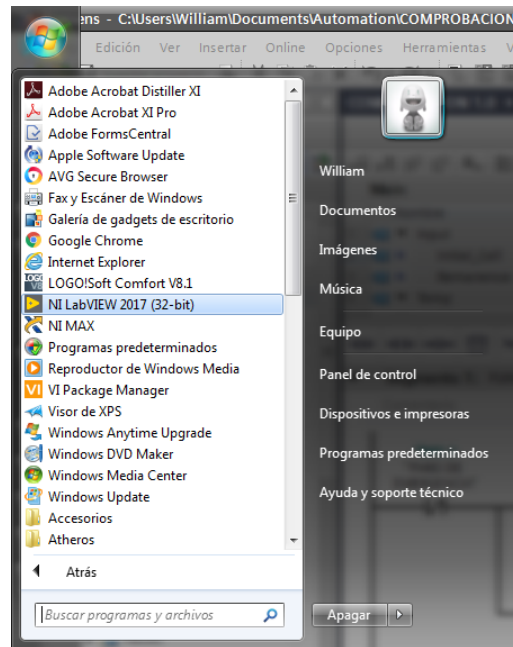 ens - C:\Users\William\Documents\Automation\COMPROBACION
Edición Ver Insertar Online Opciones Herramientas V
Adobe Acrobat Distiller XI
Adobe Acrobat XI Pro
Adobe FormsCentral
Apple Software Update
AVG Secure Browser
Fax y Escáner de Windows
Galería de gadgets de escritorio
Google Chrome
Internet Explorer
LOGO!Soft Comfort V8.1
NI LabVIEW 2017 (32-bit)
NI MAX
Programas predeterminados
Reproductor de Windows Media
VI Package Manager
Visor de XPS
Windows Anytime Upgrade
Windows DVD Maker
Windows Media Center
Windows Update
Accesorios
Atheros
Atrás
Buscar programas y archivos
William
Documentos
Imágenes
Música
Equipo
Panel de control
Dispositivos e impresoras
Programas predeterminados
Ayuda y soporte técnico
Apagar